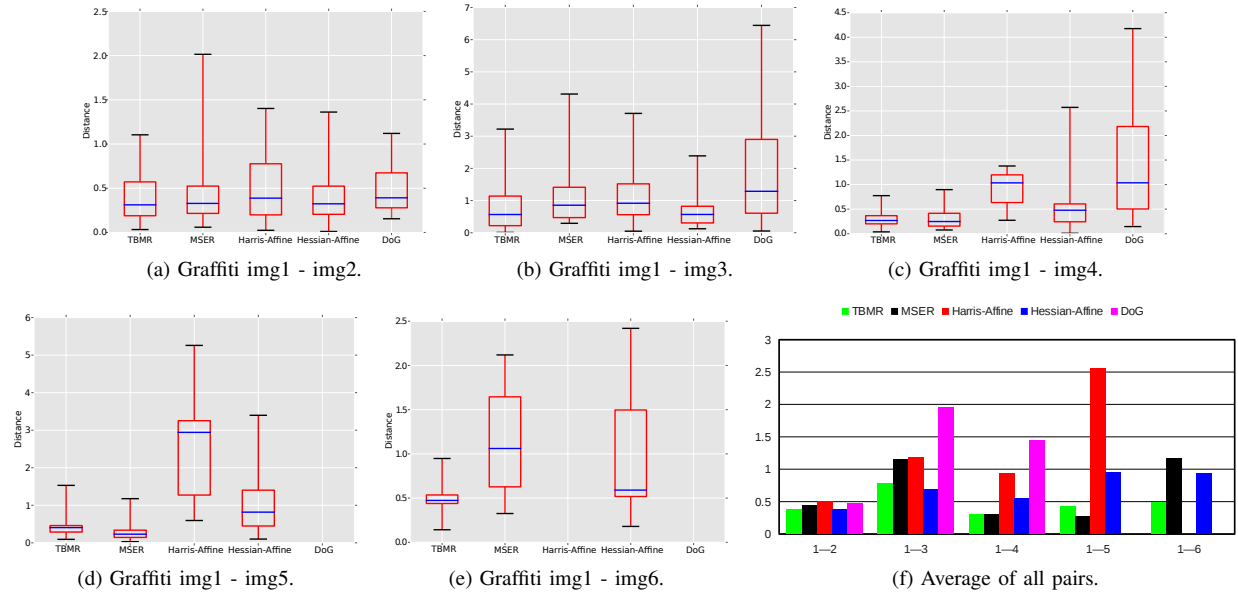 2.5
2.0
1.5
1.0
0.5
0.0
Distance
TBMR MSER Harris-Affine Hessian-Affine DoG
(a) Graffiti img1 - img2.
7
6
5
4
3
2
1
0
Distance
TBMR MSER Harris-Affine Hessian-Affine DoG
(b) Graffiti img1 - img3.
4.5
4.0
3.5
3.0
2.5
2.0
1.5
1.0
0.5
0.0
Distance
TBMR MSER Harris-Affine Hessian-Affine DoG
(c) Graffiti img1 - img4.
6
5
4
3
2
1
0
Distance
TBMR MSER Harris-Affine Hessian-Affine DoG
(d) Graffiti img1 - img5.
2.5
2.0
1.5
1.0
0.5
0.0
Distance
TBMR MSER Harris-Affine Hessian-Affine DoG
(e) Graffiti img1 - img6.
TBMR MSER Harris-Affine Hessian-Affine DoG
3
2.5
2
1.5
1
0.5
0
1—2 1—3 1—4 1—5 1—6
(f) Average of all pairs.